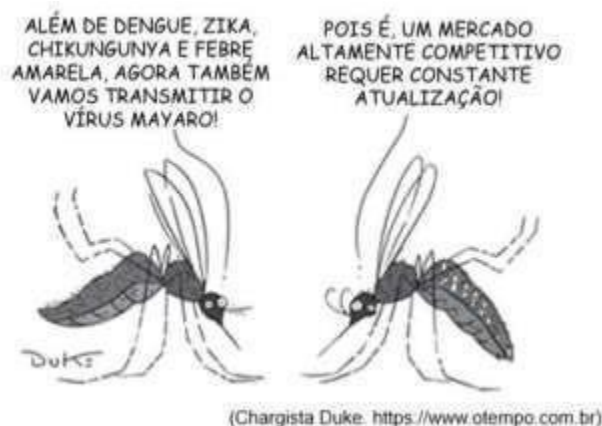 ALÉM DE DENGUE, ZIKA,
CHIKUNGUNYA E FEBRE
AMARELA, AGORA TAMBÉM
VAMOS TRANSMITIR O
VÍRUS MAYARO!
POIS É, UM MERCADO
ALTAMENTE COMPETITIVO
REQUER CONSTANTE
ATUALIZAÇÃO!
DUKE
(Chargista Duke. https://www.otempo.com.br)